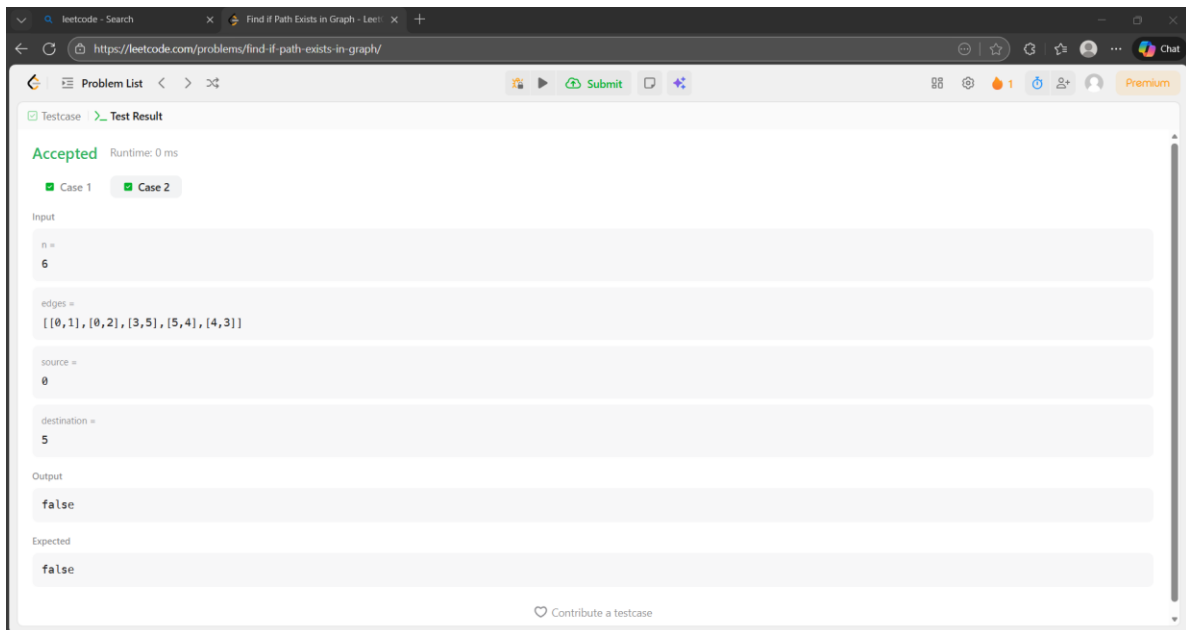 leetcode - Search
Find if Path Exists in Graph - Leet
https://leetcode.com/problems/find-if-path-exists-in-graph/
Chat
Problem List
Submit
1
Premium
Testcase
Test Result
Accepted Runtime: 0 ms
Case 1 Case 2
Input
n =
6
edges =
[[0,1],[0,2],[3,5],[5,4],[4,3]]
source =
0
destination =
5
Output
false
Expected
false
Contribute a testcase